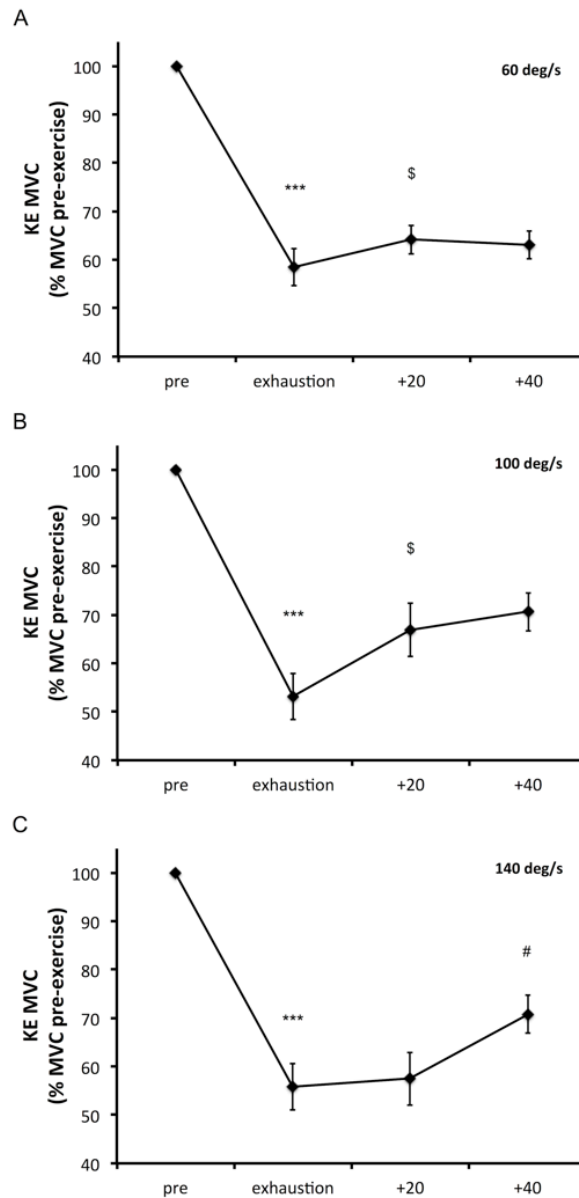 A
60 deg/s
KE MVC
(% MVC pre-exercise)
100
90
80
70
60
50
40
***
$
pre
exhaustion
+20
+40
B
100 deg/s
KE MVC
(% MVC pre-exercise)
100
90
80
70
60
50
40
***
$
pre
exhaustion
+20
+40
C
140 deg/s
KE MVC
(% MVC pre-exercise)
100
90
80
70
60
50
40
***
#
pre
exhaustion
+20
+40